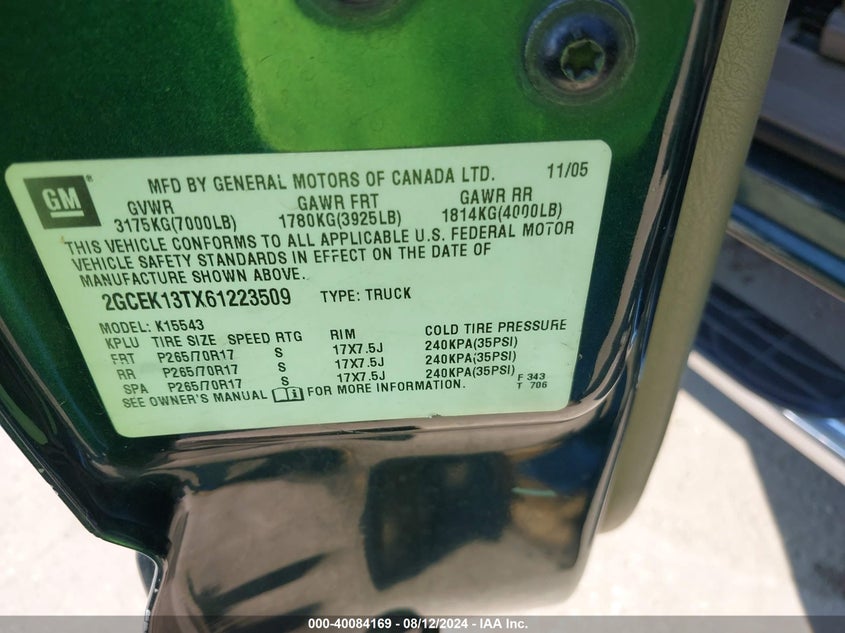 GM
MFD BY GENERAL MOTORS OF CANADA LTD. 11/05
GVWR GAWR FRT GAWR RR
3175KG(7000LB) 1780KG(3925LB) 1814KG(4000LB)
THIS VEHICLE CONFORMS TO ALL APPLICABLE U.S. FEDERAL MOTOR
VEHICLE SAFETY STANDARDS IN EFFECT ON THE DATE OF
MANUFACTURE SHOWN ABOVE.
2GCEK13TX61223509 TYPE: TRUCK
MODEL: K15543
KPLU TIRE SIZE SPEED RTG RIM COLD TIRE PRESSURE
FRT P265/70R17 S 17X7.5J 240KPA(35PSI)
RR P265/70R17 S 17X7.5J 240KPA(35PSI)
SPA P265/70R17 S 17X7.5J 240KPA(35PSI)
SEE OWNER'S MANUAL FOR MORE INFORMATION.
F 343
T 706
000-40084169 - 08/12/2024 - IAA Inc.